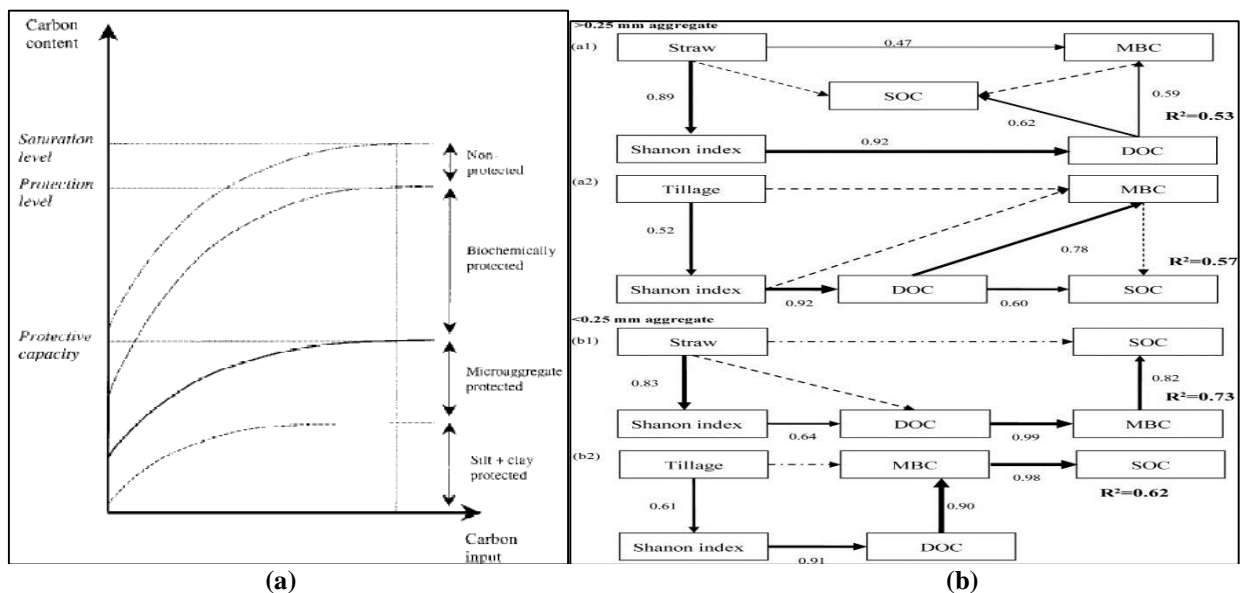 Carbon
content
Saturation
level
Protection
level
Protective
capacity
Non-
protected
Biochemically
protected
Microaggregate
protected
Silt + clay
protected
Carbon
input
(a)
>0.25 mm aggregate
(a1)
Straw
0.47
MBC
SOC
0.89
0.59
0.62
R²=0.53
Shanon index
0.92
DOC
(a2)
Tillage
MBC
0.52
0.78
R²=0.57
Shanon index
0.92
DOC
0.60
SOC
<0.25 mm aggregate
(b1)
Straw
SOC
0.83
0.82
R²=0.73
Shanon index
0.64
DOC
0.99
MBC
(b2)
Tillage
MBC
0.98
SOC
R²=0.62
0.61
0.90
Shanon index
0.91
DOC
(b)